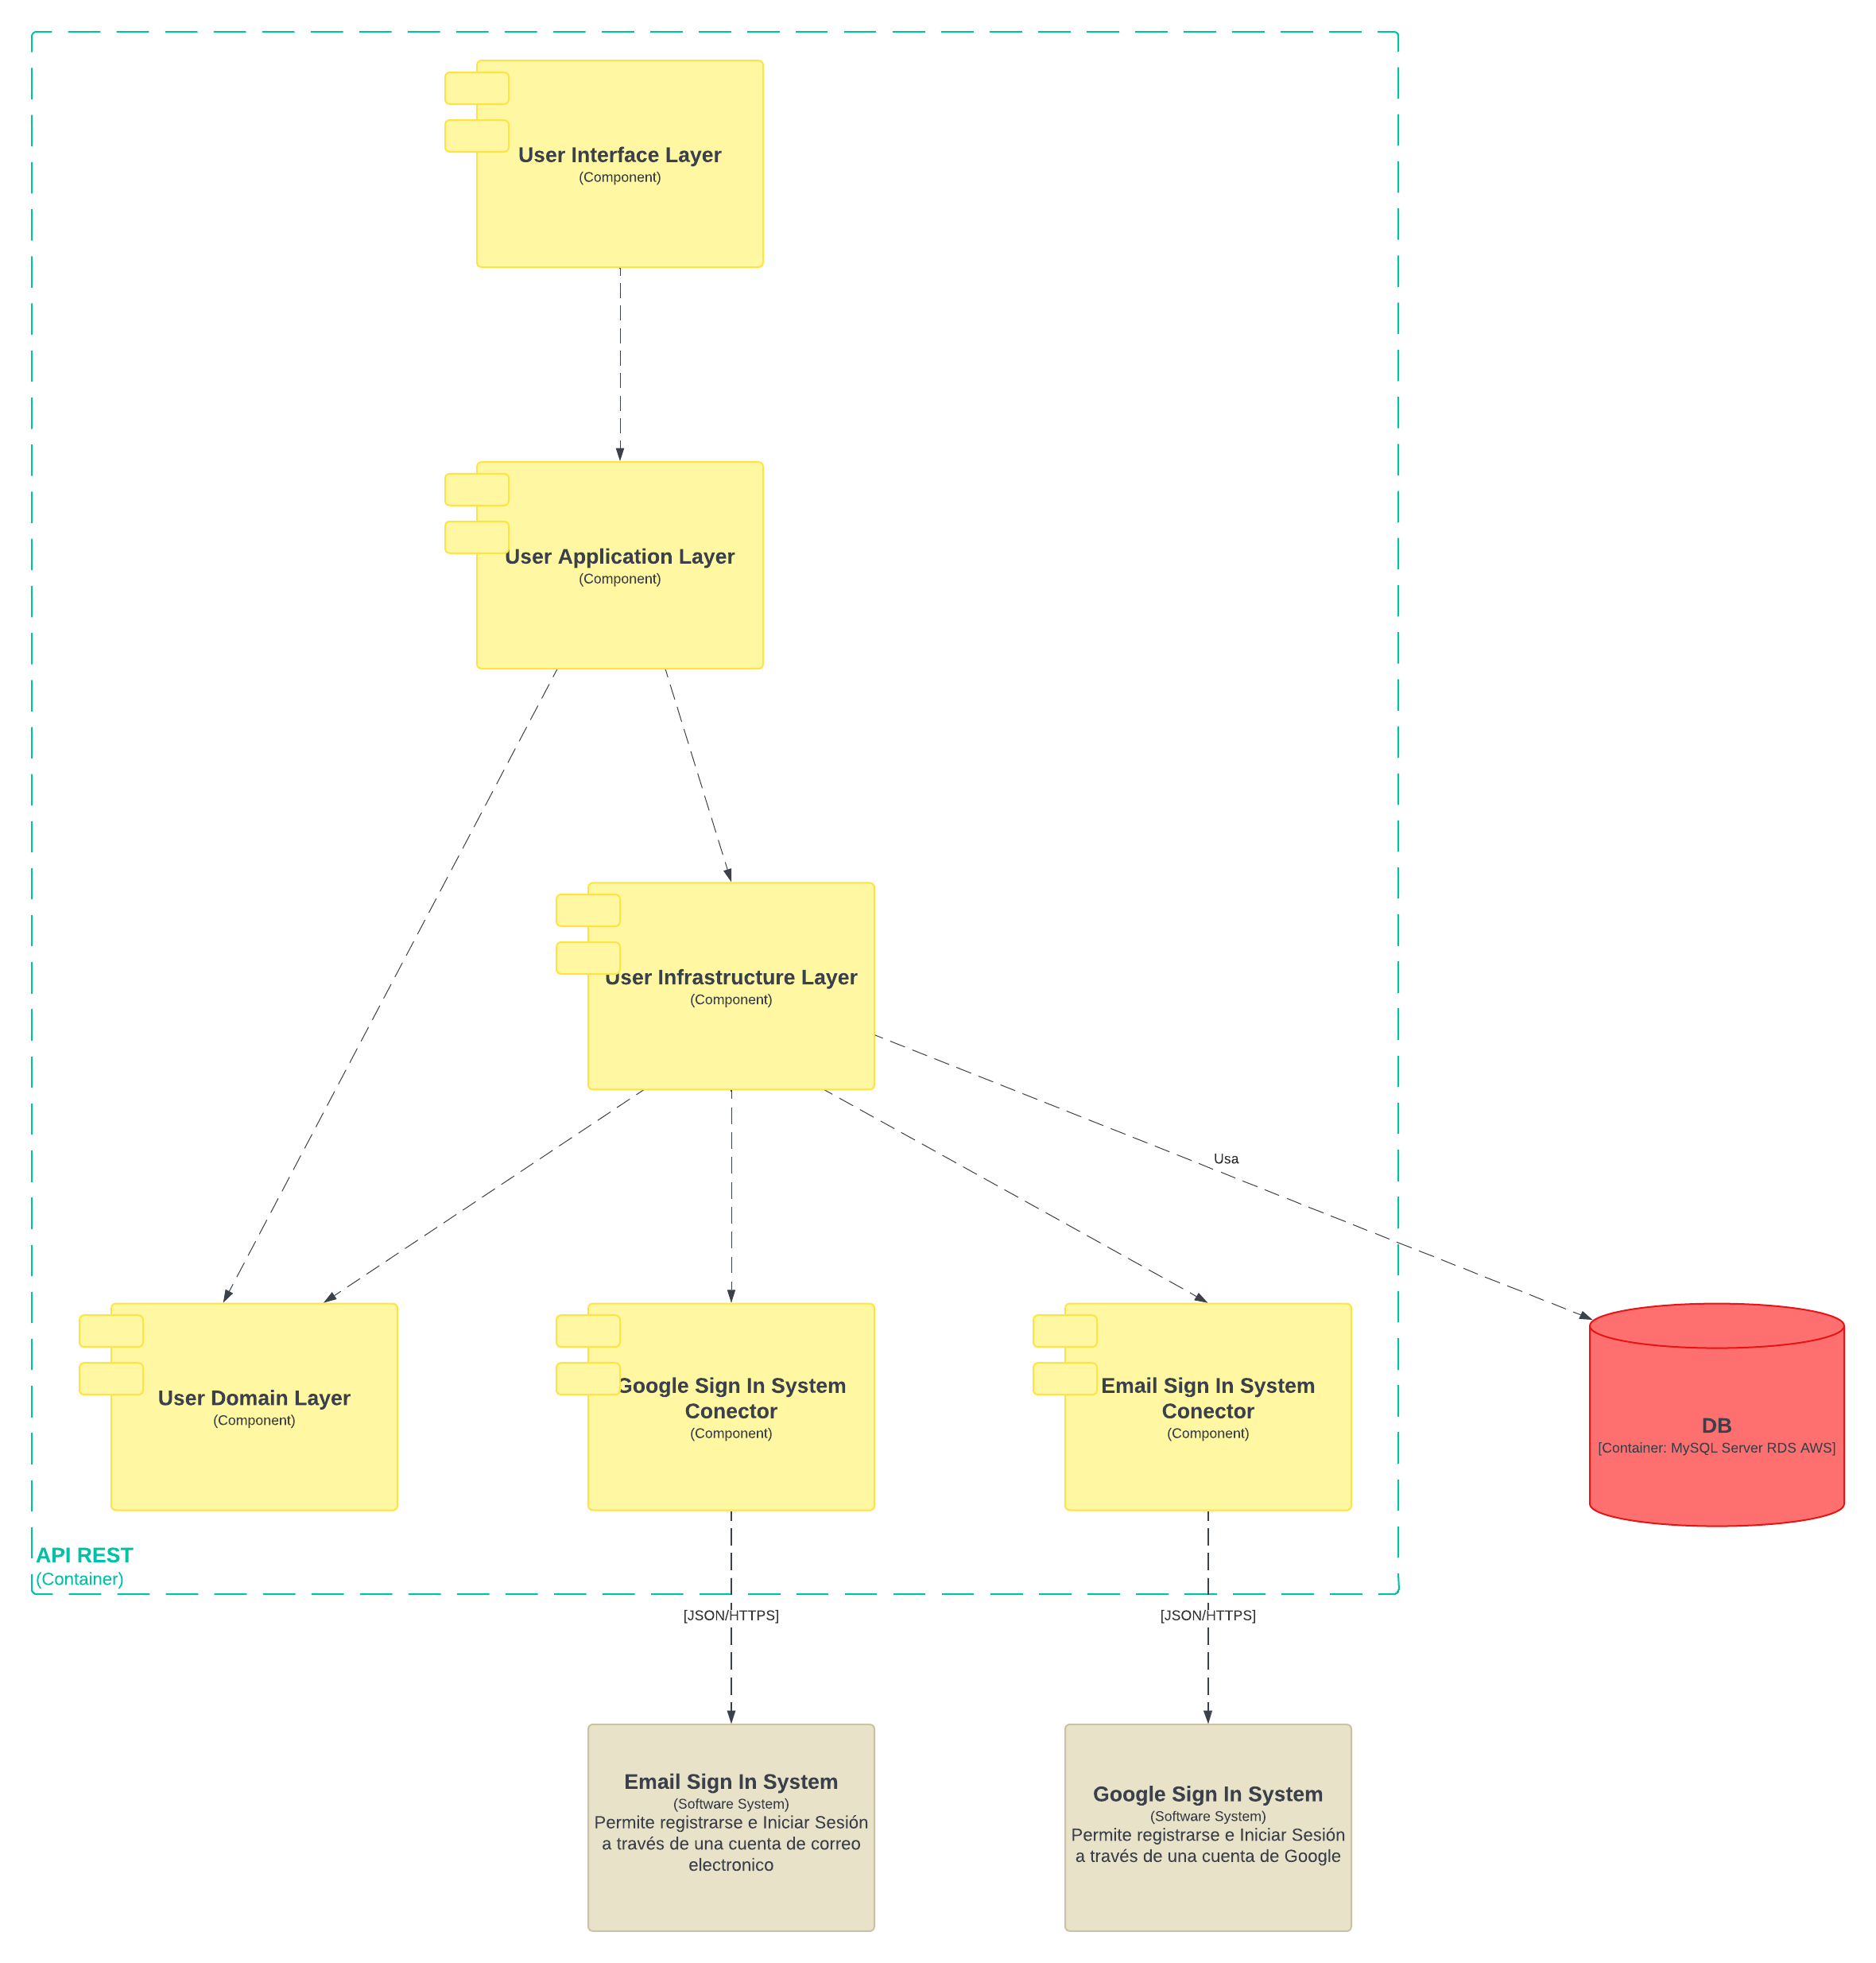 User Interface Layer
(Component)
User Application Layer
(Component)
User Infrastructure Layer
(Component)
Usa
User Domain Layer
(Component)
Google Sign In System
Conector
(Component)
Email Sign In System
Conector
(Component)
DB
[Container: MySQL Server RDS AWS]
API REST
(Container)
[JSON/HTTPS]
[JSON/HTTPS]
Email Sign In System
(Software System)
Permite registrarse e Iniciar Sesión
a través de una cuenta de correo
electronico
Google Sign In System
(Software System)
Permite registrarse e Iniciar Sesión
a través de una cuenta de Google